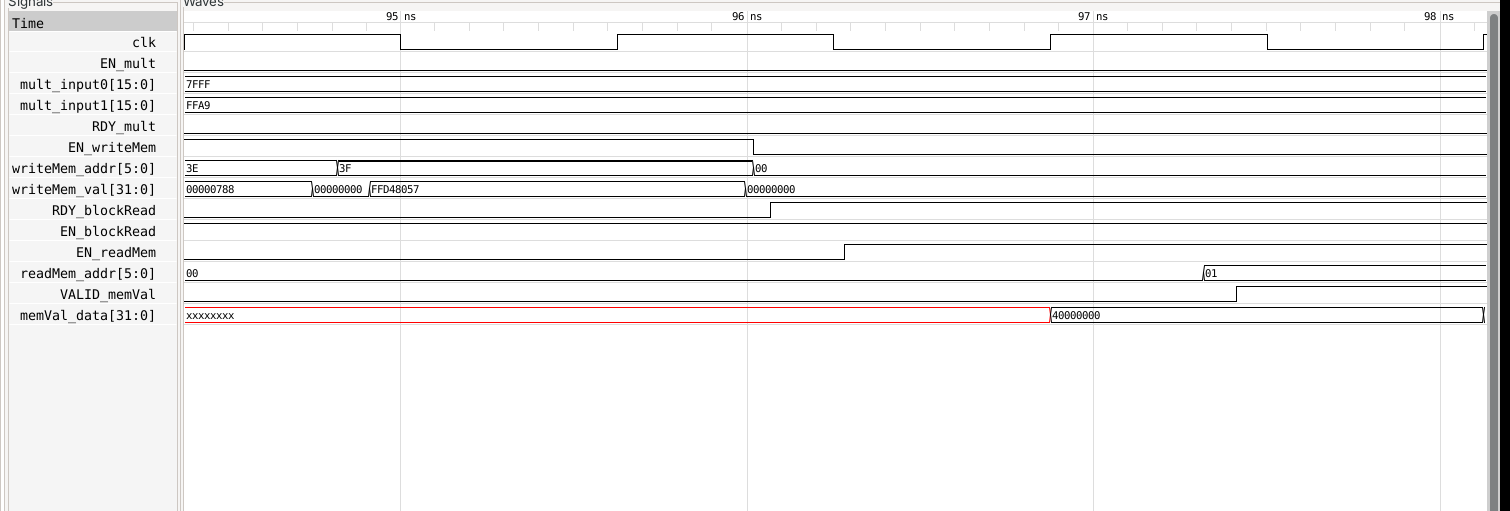 Signals Waves
Time 95 ns 96 ns 97 ns 98 ns
clk
EN_mult
mult_input0[15:0] 7FFF
mult_input1[15:0] FFA9
RDY_mult
EN_writeMem
writeMem_addr[5:0] 3E 3F 00
writeMem_val[31:0] 00000788 00000000 FFD48057 00000000
RDY_blockRead
EN_blockRead
EN_readMem
readMem_addr[5:0] 00 01
VALID_memVal
memVal_data[31:0] xxxxxxxx 40000000